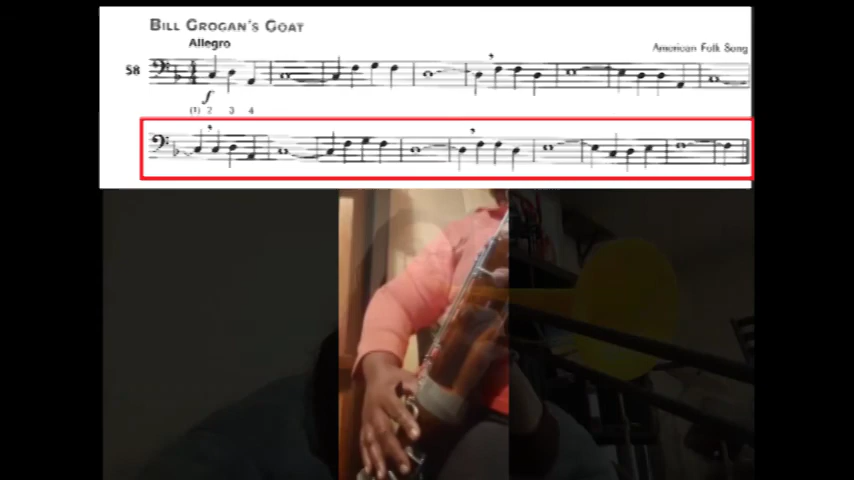 BILL GROGAN'S GOAT
Allegro
American Folk Song
58
f
(1) 2 3 4